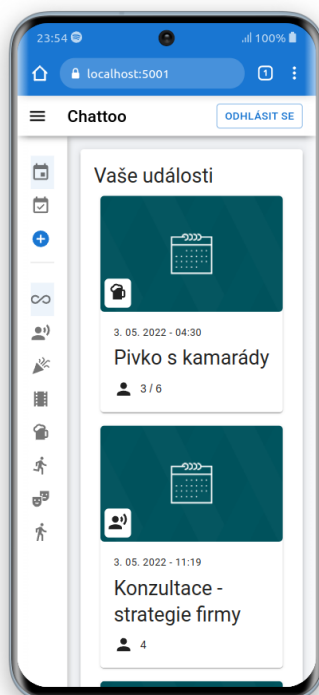 23:54 100%
localhost:5001 1
Chattoo ODHLÁSIT SE
Vaše události
3. 05. 2022 - 04:30
Pivko s kamarády
3 / 6
3. 05. 2022 - 11:19
Konzultace -
strategie firmy
4